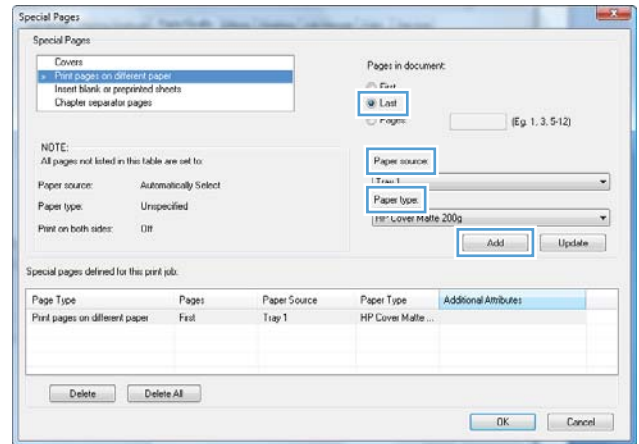 Special Pages
Special Pages
Covers
Print pages on different paper
Insert blank or preprinted sheets
Chapter separator pages
Pages in document:
First
Last
Pages: (Eg. 1, 3, 5-12)
NOTE:
All pages not listed in this table are set to:
Paper source: Automatically Select
Paper type: Unspecified
Print on both sides: Off
Paper source:
Tray 1
Paper type:
HP Cover Matte 200g
Add Update
Special pages defined for this print job:
Page Type Pages Paper Source Paper Type Additional Attributes
Print pages on different paper First Tray 1 HP Cover Matte ...
Delete Delete All
OK Cancel